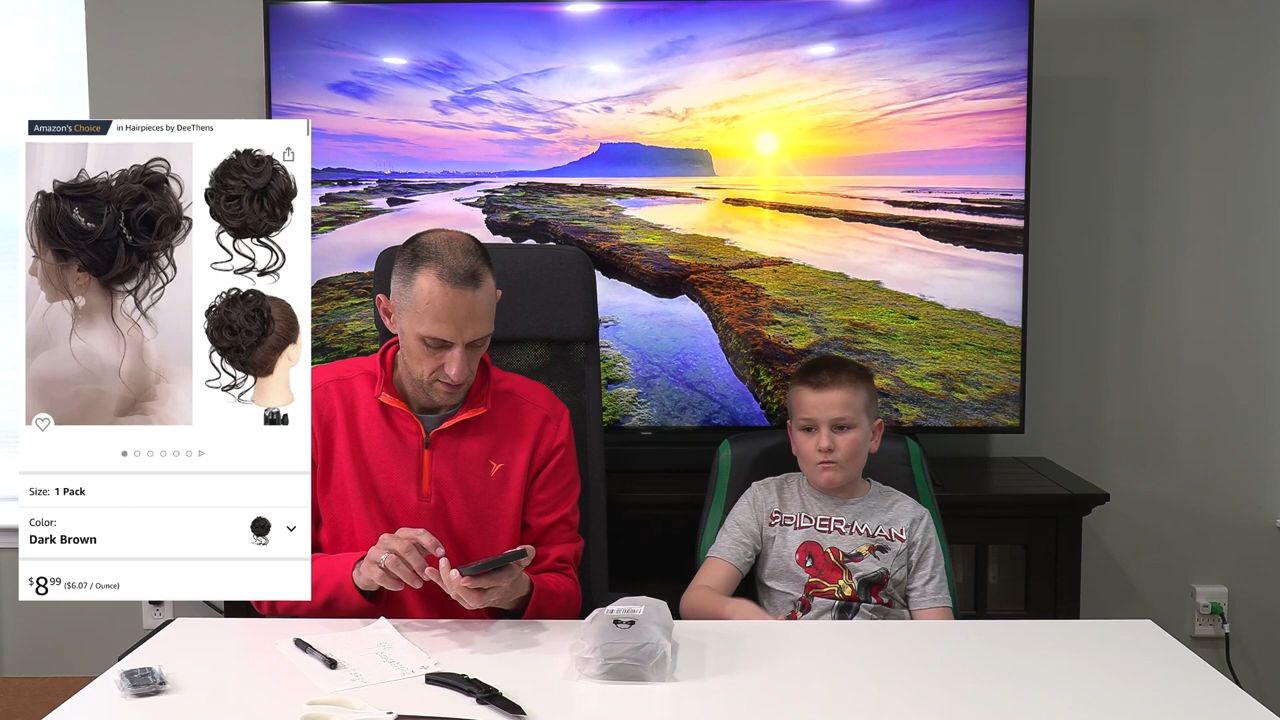 Amazon's Choice in Hairpieces by DeeThens
Size: 1 Pack
Color:
Dark Brown
$8 99 ($6.07 / Ounce)
SPIDER-MAN